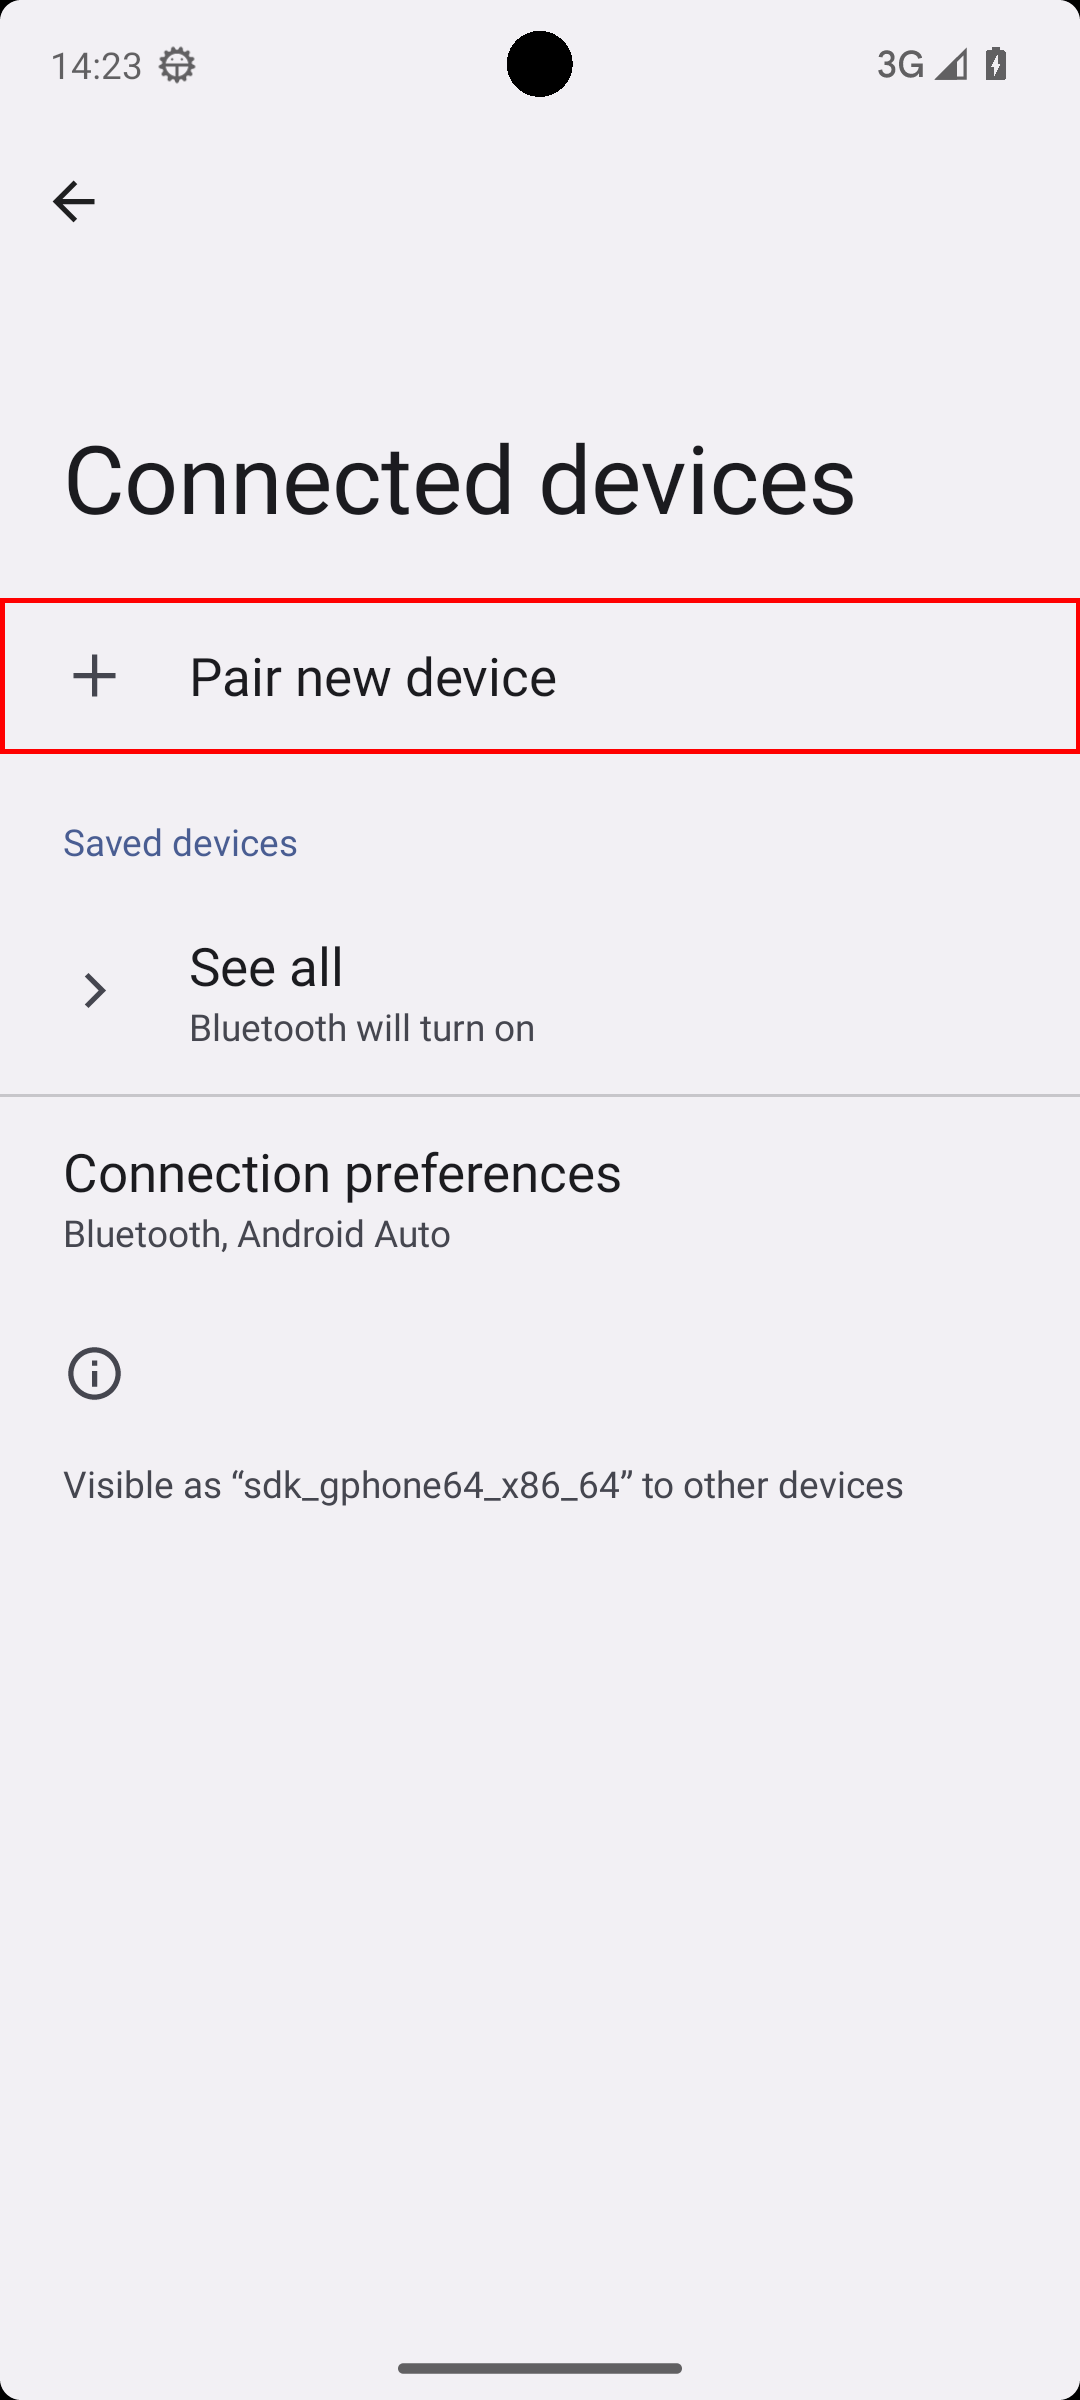 14:23
3G
Connected devices
Pair new device
Saved devices
See all
Bluetooth will turn on
Connection preferences
Bluetooth, Android Auto
Visible as “sdk_gphone64_x86_64” to other devices